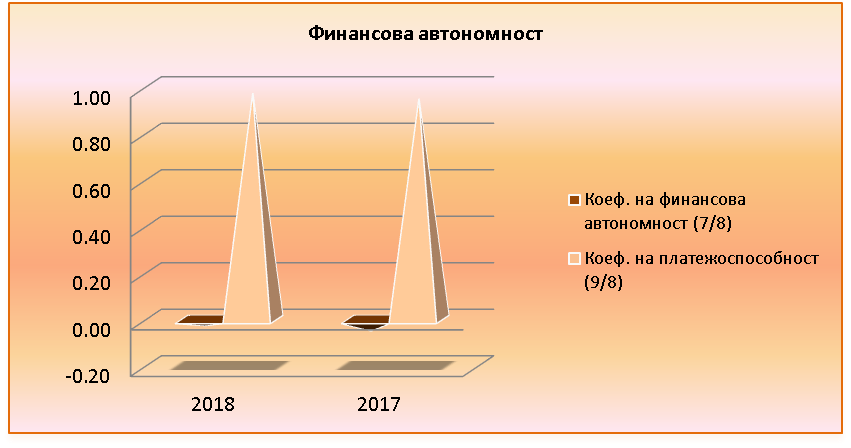 Финансова автономност
1.00
0.80
0.60
0.40
0.20
0.00
-0.20
2018
2017
Коеф. на финансова
автономност (7/8)
Коеф. на платежоспособност
(9/8)